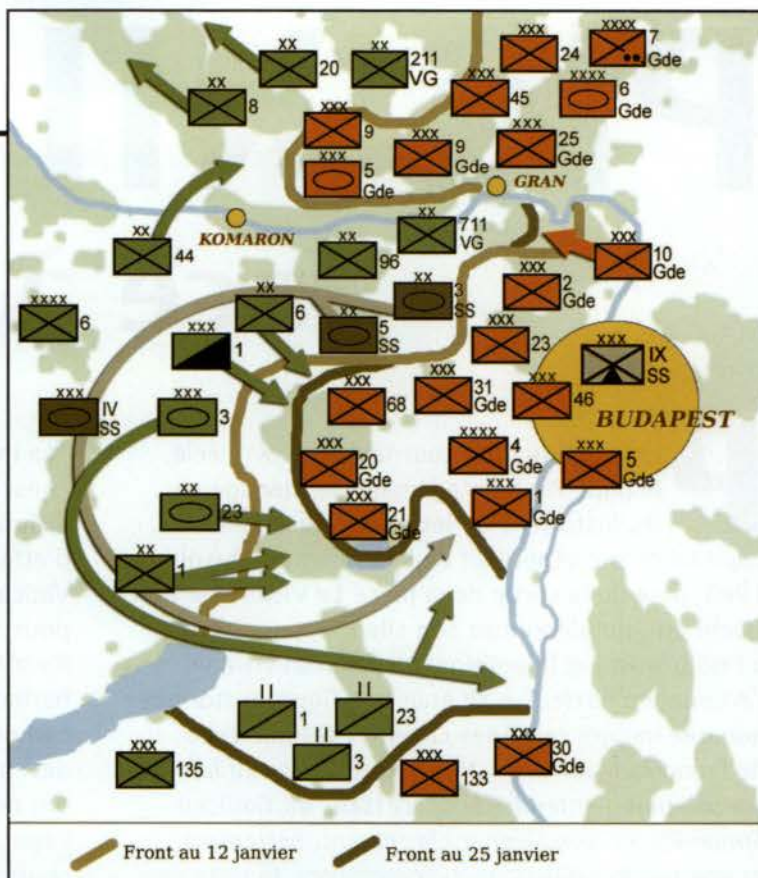 XX 20
XX 211 VG
XXX 24
XXXX 7 Gde
XX 8
XXX 9
XXX 45
XXXX 6 Gde
XXX 5 Gde
XXX 9 Gde
XXX 25 Gde
GRAN
KOMARON
XX 44
XX 96
XX 711 VG
XXX 10 Gde
XXX 2 Gde
XXXX 6
XX 6
XX 3 SS
XX 5 SS
XXX 1
XXX 23
XXX IX SS
BUDAPEST
XXX IV SS
XXX 3
XXX 68
XXX 31 Gde
XXX 46
XXX 20 Gde
XXXX 4 Gde
XXX 5 Gde
XX 23
XXX 21 Gde
XXX 1 Gde
XX 1
II 1
II 23
II 3
XXX 135
XXX 133
XXX 30 Gde
Front au 12 janvier
Front au 25 janvier